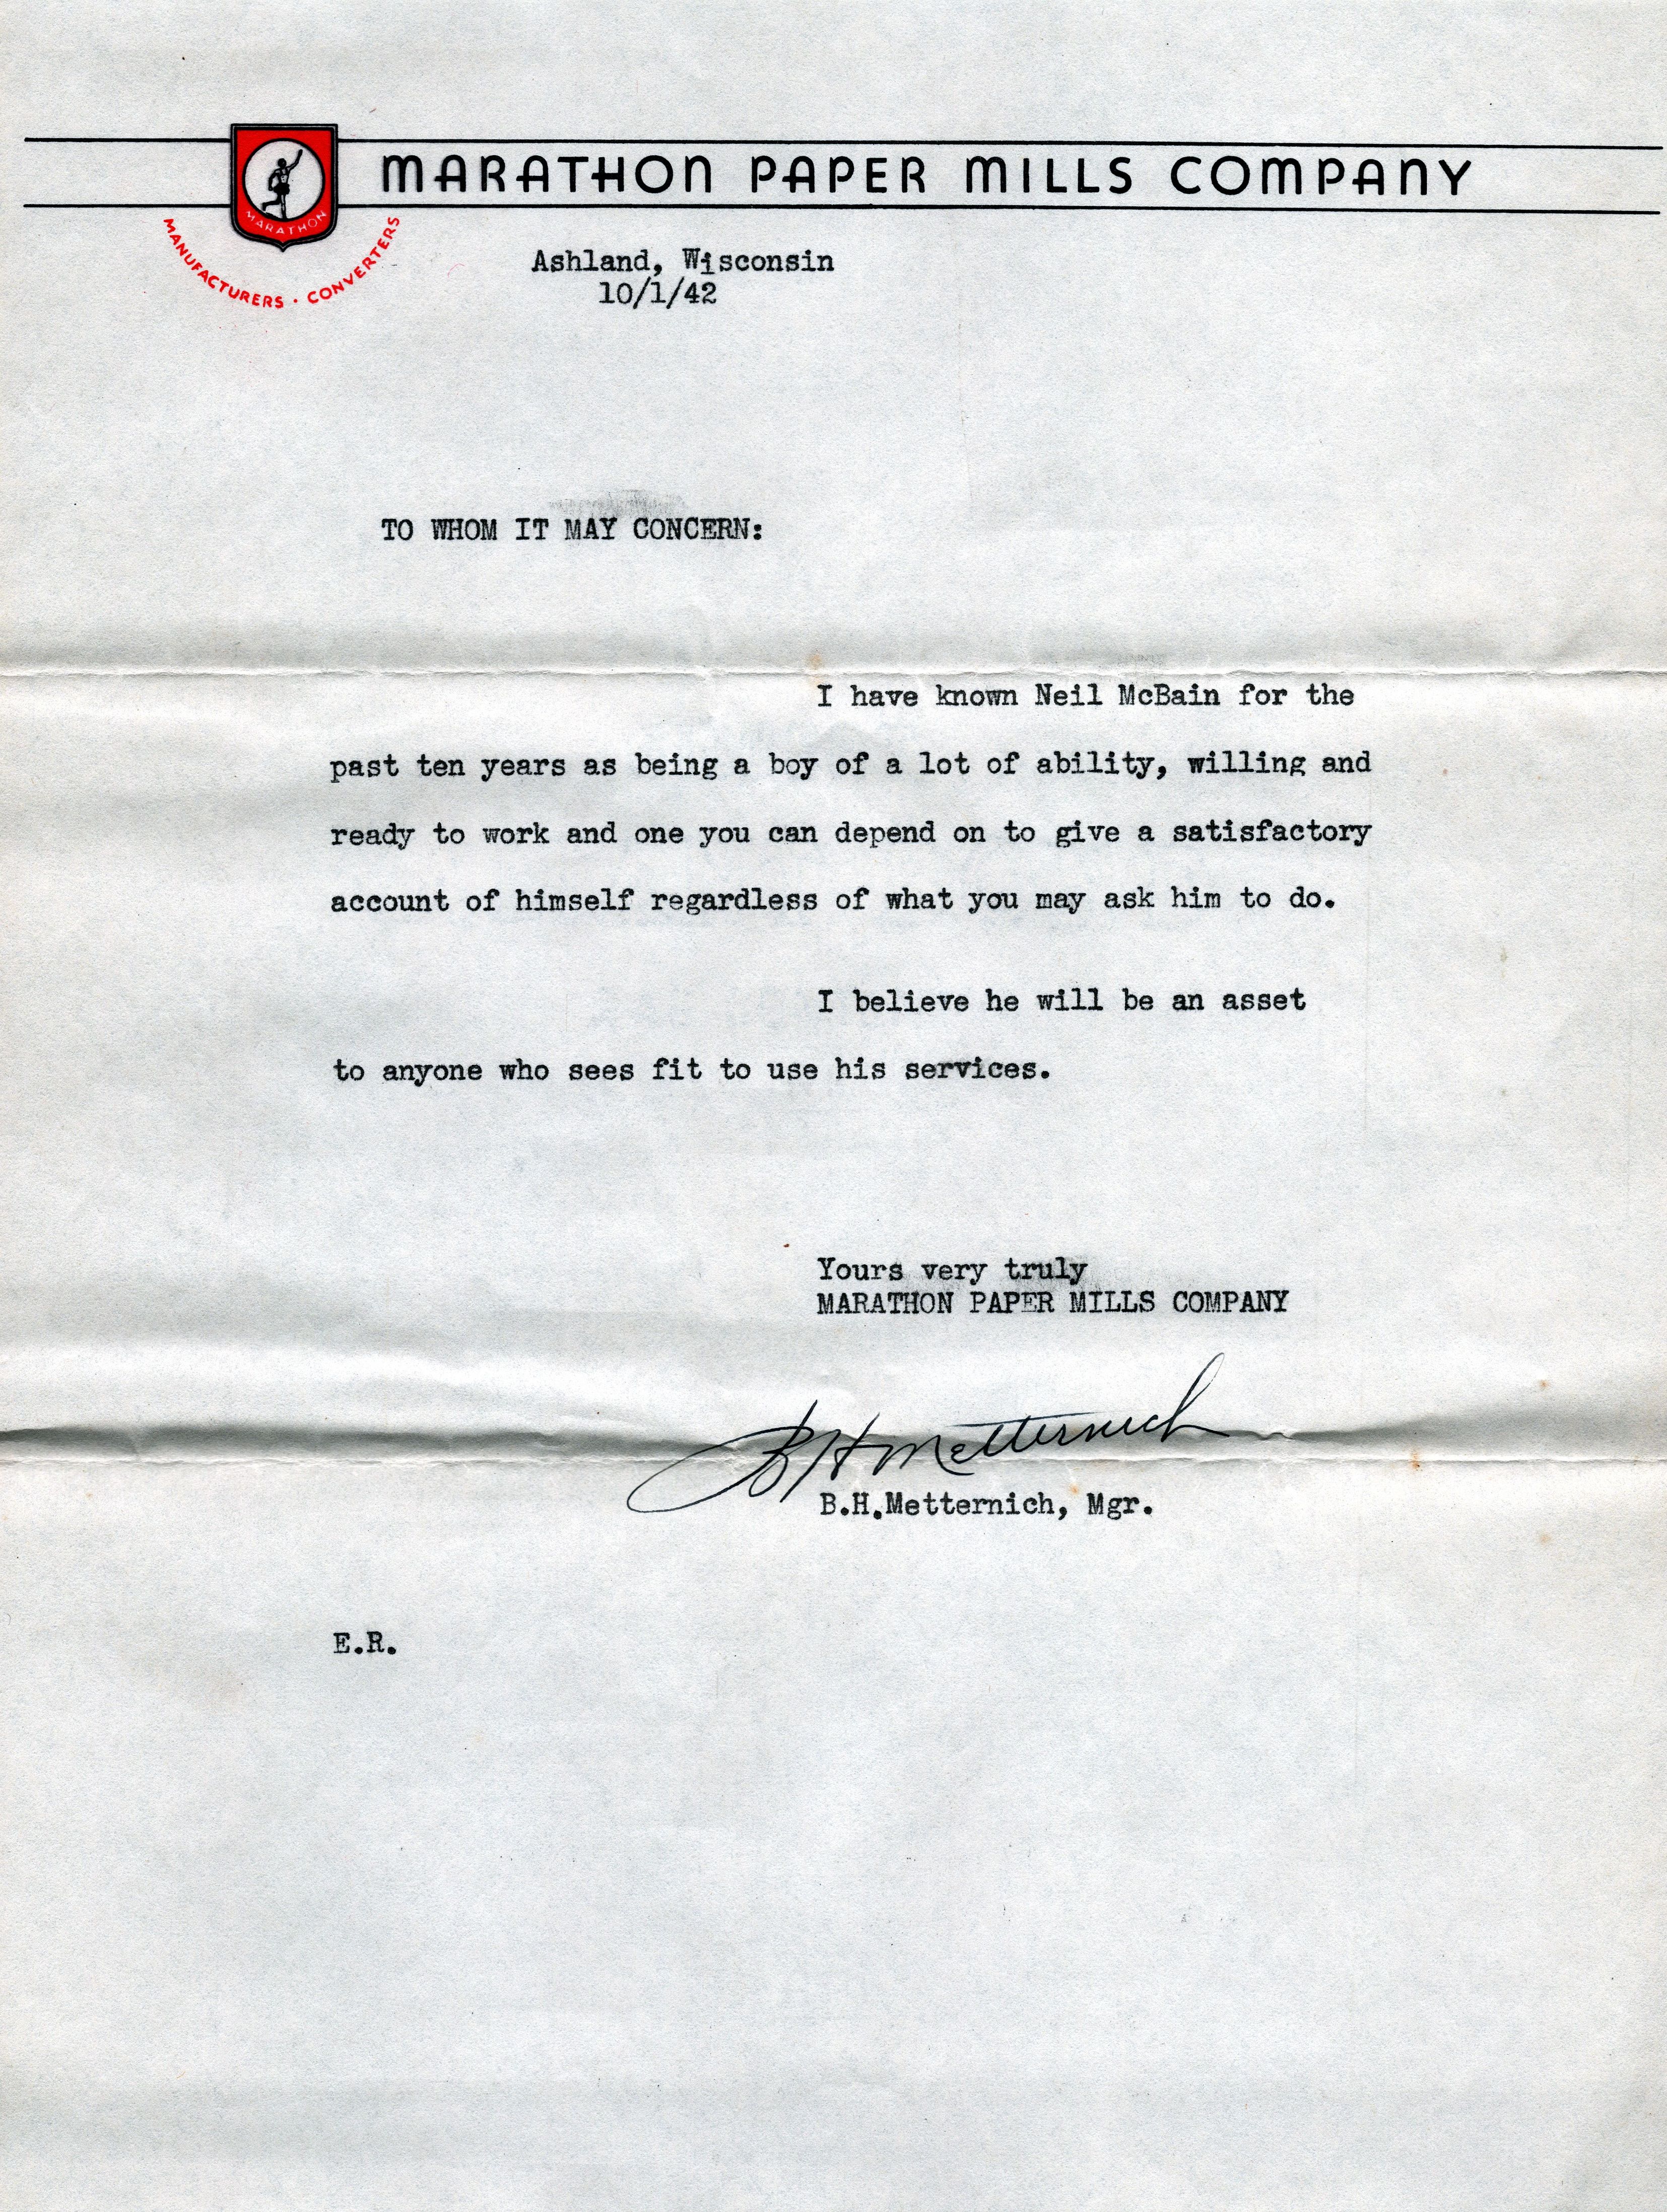 MARATHON PAPER MILLS COMPANY
MARATHON
MANUFACTURERS · CONVERTERS
Ashland, Wisconsin
10/1/42
TO WHOM IT MAY CONCERN:
I have known Neil McBain for the
past ten years as being a boy of a lot of ability, willing and
ready to work and one you can depend on to give a satisfactory
account of himself regardless of what you may ask him to do.
I believe he will be an asset
to anyone who sees fit to use his services.
Yours very truly
MARATHON PAPER MILLS COMPANY
B H Metternich
B.H.Metternich, Mgr.
E.R.